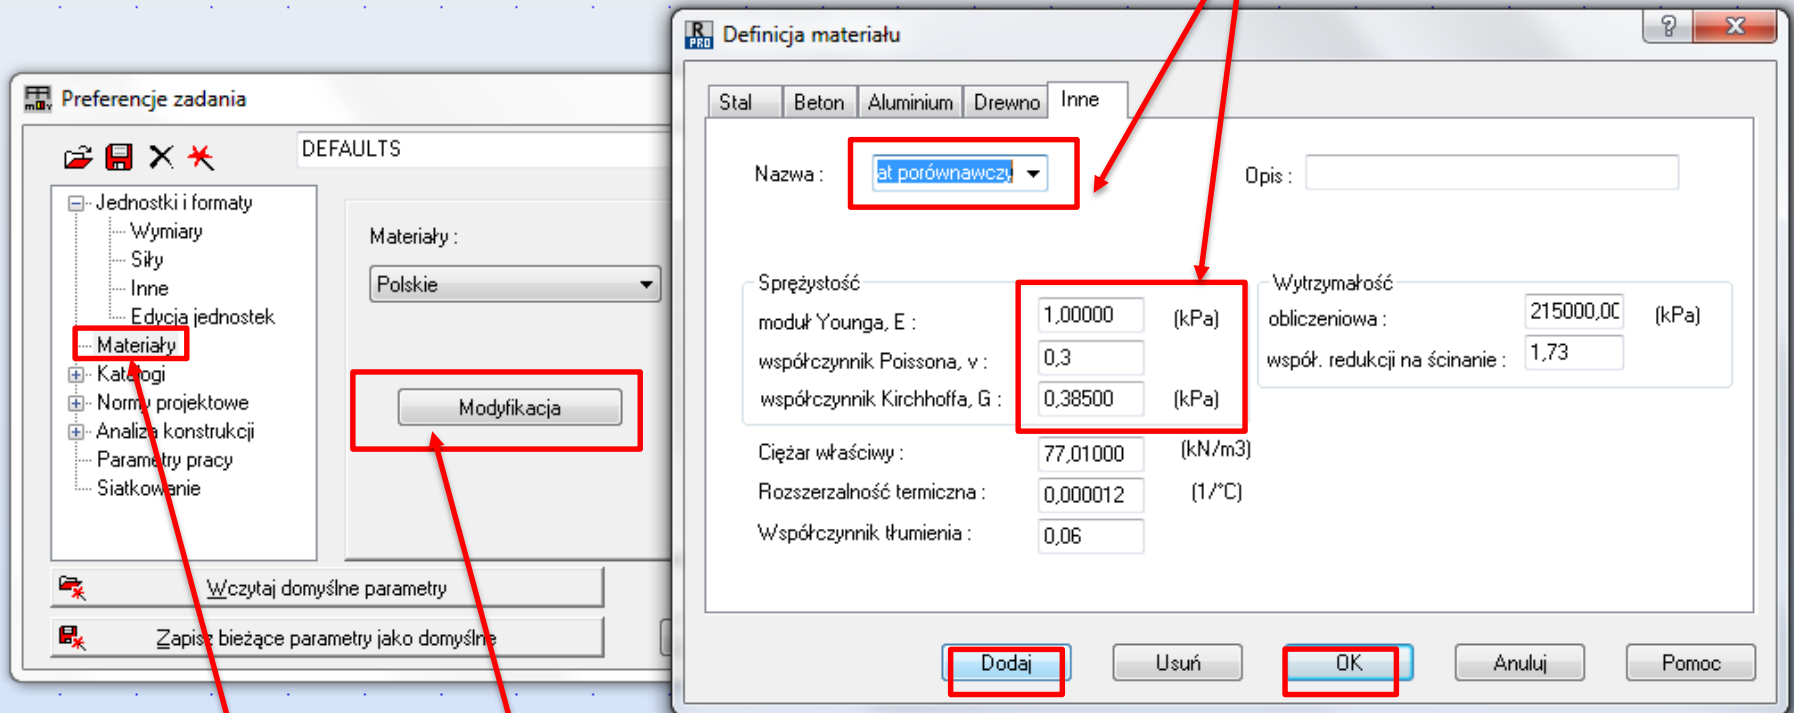 Preferencje zadania
DEFAULTS
Jednostki i formaty
Wymiary
Siły
Inne
Edycja jednostek
Materiały
Katalogi
Normy projektowe
Analiza konstrukcji
Parametry pracy
Siatkowanie
Materiały :
Polskie
Modyfikacja
Wczytaj domyślne parametry
Zapisz bieżące parametry jako domyślne
R PRO
Definicja materiału
Stal Beton Aluminium Drewno Inne
Nazwa : at porównawczy Opis :
Sprężystość
moduł Younga, E : 1,00000 (kPa)
współczynnik Poissona, v : 0,3
współczynnik Kirchhoffa, G : 0,38500 (kPa)
Wytrzymałość
obliczeniowa : 215000,00 (kPa)
współ. redukcji na ścinanie : 1,73
Ciężar właściwy : 77,01000 (kN/m3)
Rozszerzalność termiczna : 0,000012 (1/°C)
Współczynnik tłumienia : 0,06
Dodaj Usuń OK Anuluj Pomoc